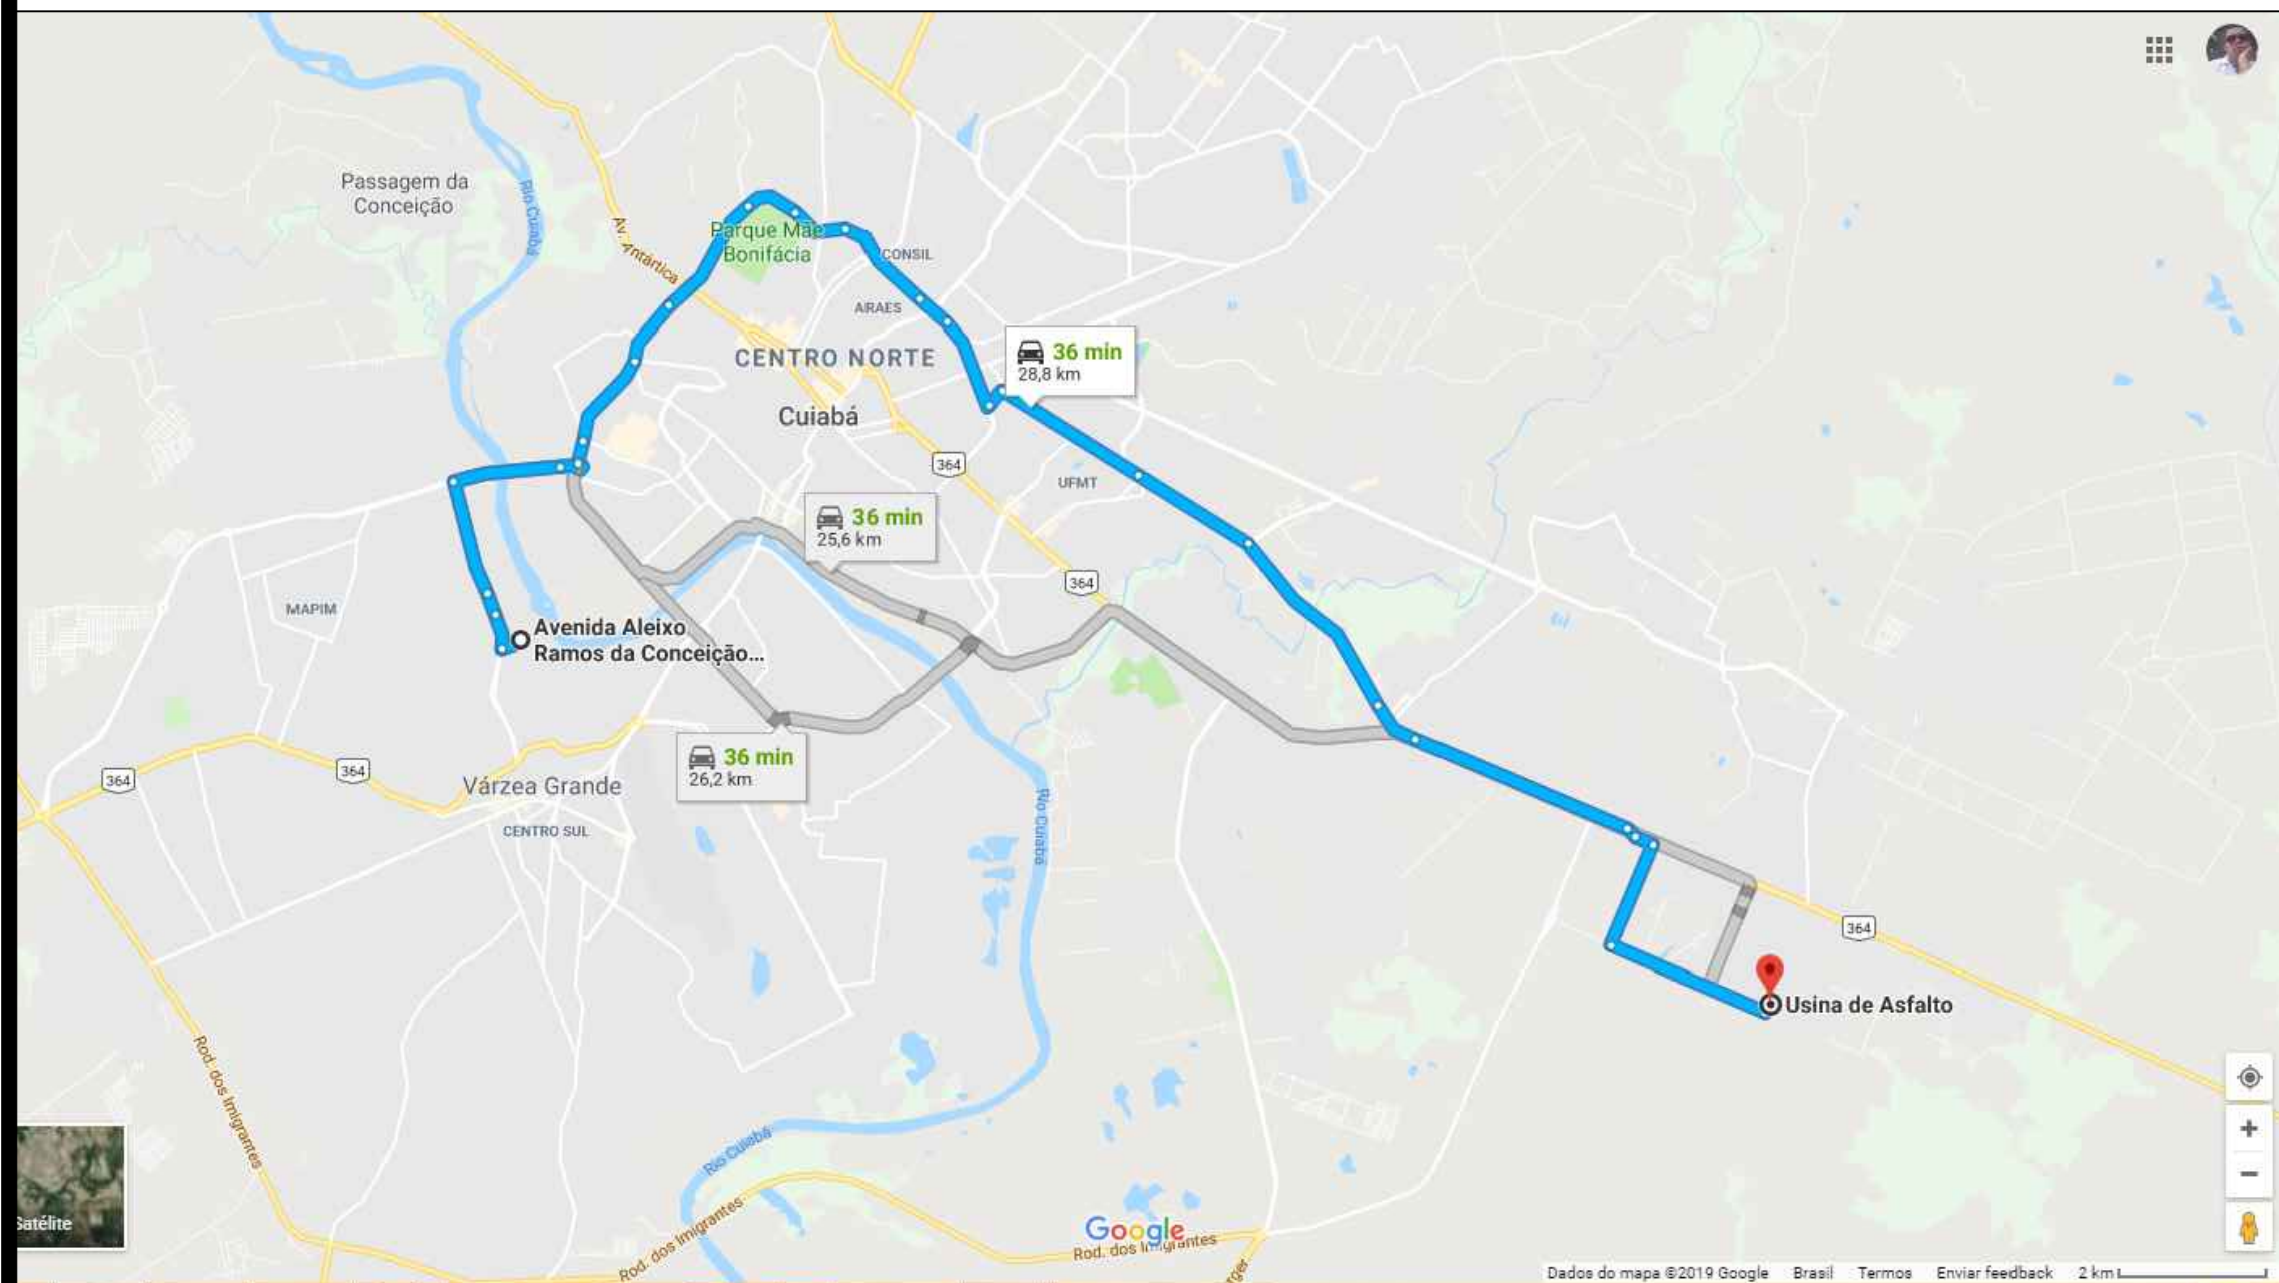 Passagem da
Conceição
Rio Cuiabá
Av. Antártica
Parque Mãe
Bonifácia
CONSIL
ARAES
CENTRO NORTE
36 min
28,8 km
Cuiabá
364
UFMT
36 min
25,6 km
364
MAPIM
Avenida Aleixo
Ramos da Conceição...
36 min
26,2 km
364
364
Várzea Grande
CENTRO SUL
Rio Cuiabá
364
Usina de Asfalto
Rod. dos Imigrantes
Rio Cuiabá
Satélite
Rod. dos Imigrantes
Google
Rod. dos Imigrantes
Dados do mapa ©2019 Google Brasil Termos Enviar feedback 2 km